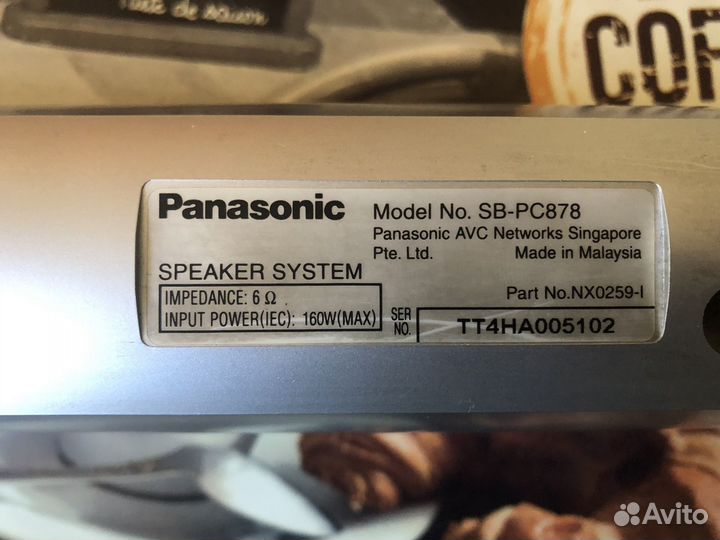 COF
Panasonic
Model No. SB-PC878
Panasonic AVC Networks Singapore
Pte. Ltd. Made in Malaysia
SPEAKER SYSTEM
IMPEDANCE: 6 Ω
INPUT POWER(IEC): 160W(MAX)
Part No.NX0259-I
SER NO. TT4HA005102
Avito